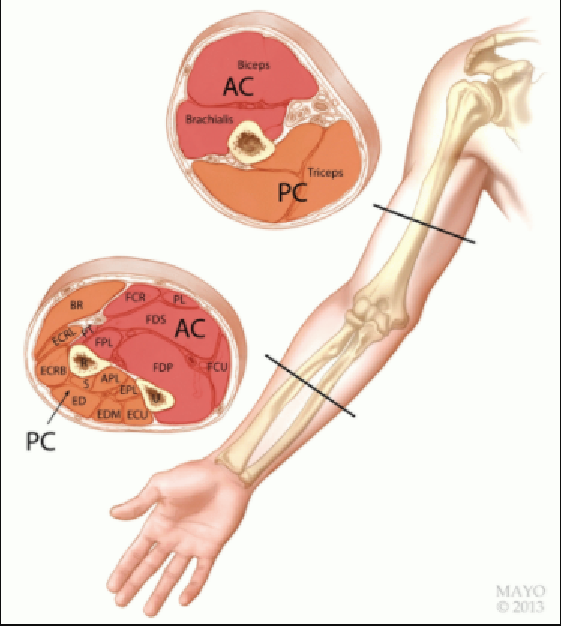 Biceps
AC
Brachialis
Triceps
PC
FCR PL
BR
FDS
AC
ECRL PT
FPL
ECRB
R
FDP
FCU
S APL
EPL
U
ED
EDM ECU
PC
MAYO
© 2013